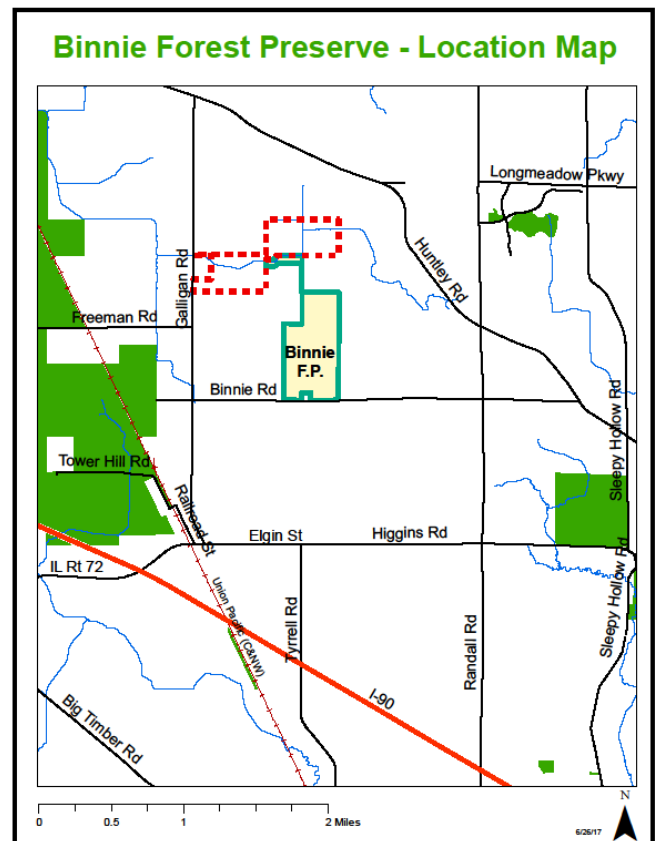 Binnie Forest Preserve - Location Map
Longmeadow Pkwy
Galligan Rd
Huntley Rd
Freeman Rd
Binnie
F.P.
Binnie Rd
Sleepy Hollow Rd
Tower Hill Rd
Railroad St
Elgin St
Higgins Rd
IL Rt 72
Union Pacific (C&NW)
Tyrrell Rd
Randall Rd
Sleepy Hollow Rd
I-90
Big Timber Rd
N
0 0.5 1 2 Miles
6/26/17